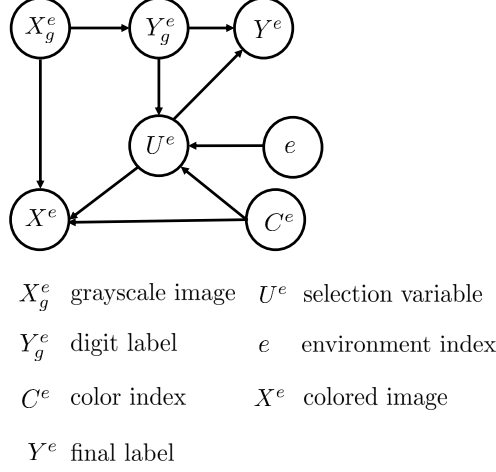 X_g^e Y_g^e Y^e
U^e e
X^e C^e
X_g^e grayscale image U^e selection variable
Y_g^e digit label e environment index
C^e color index X^e colored image
Y^e final label